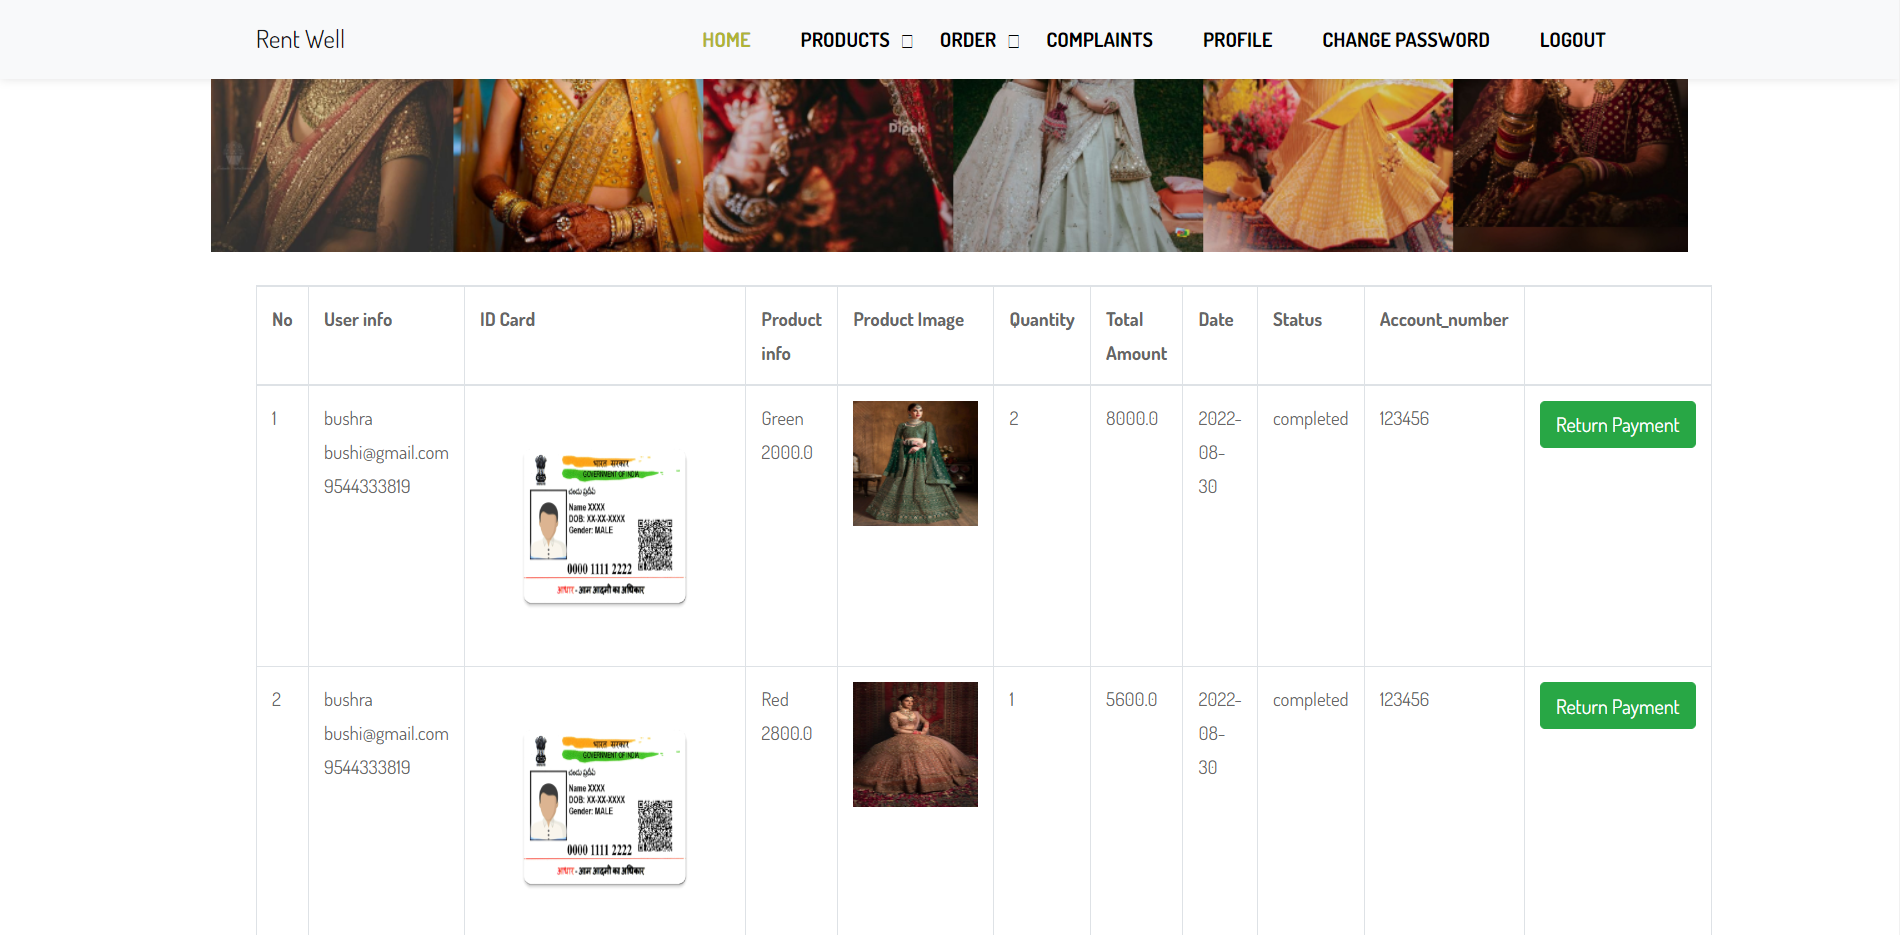 Rent Well
HOME PRODUCTS ORDER COMPLAINTS PROFILE CHANGE PASSWORD LOGOUT
Dipak
No User info ID Card Product info Product Image Quantity Total Amount Date Status Account_number
1
bushra
bushi@gmail.com
9544333819
भारत सरकार
GOVERNMENT OF INDIA
Name XXXX
DOB: XX-XX-XXXX
Gender: MALE
0000 1111 2222
आधार - आम आदमी का अधिकार
Green
2000.0
2
8000.0
2022-
08-
30
completed
123456
Return Payment
2
bushra
bushi@gmail.com
9544333819
भारत सरकार
GOVERNMENT OF INDIA
Name XXXX
DOB: XX-XX-XXXX
Gender: MALE
0000 1111 2222
आधार - आम आदमी का अधिकार
Red
2800.0
1
5600.0
2022-
08-
30
completed
123456
Return Payment